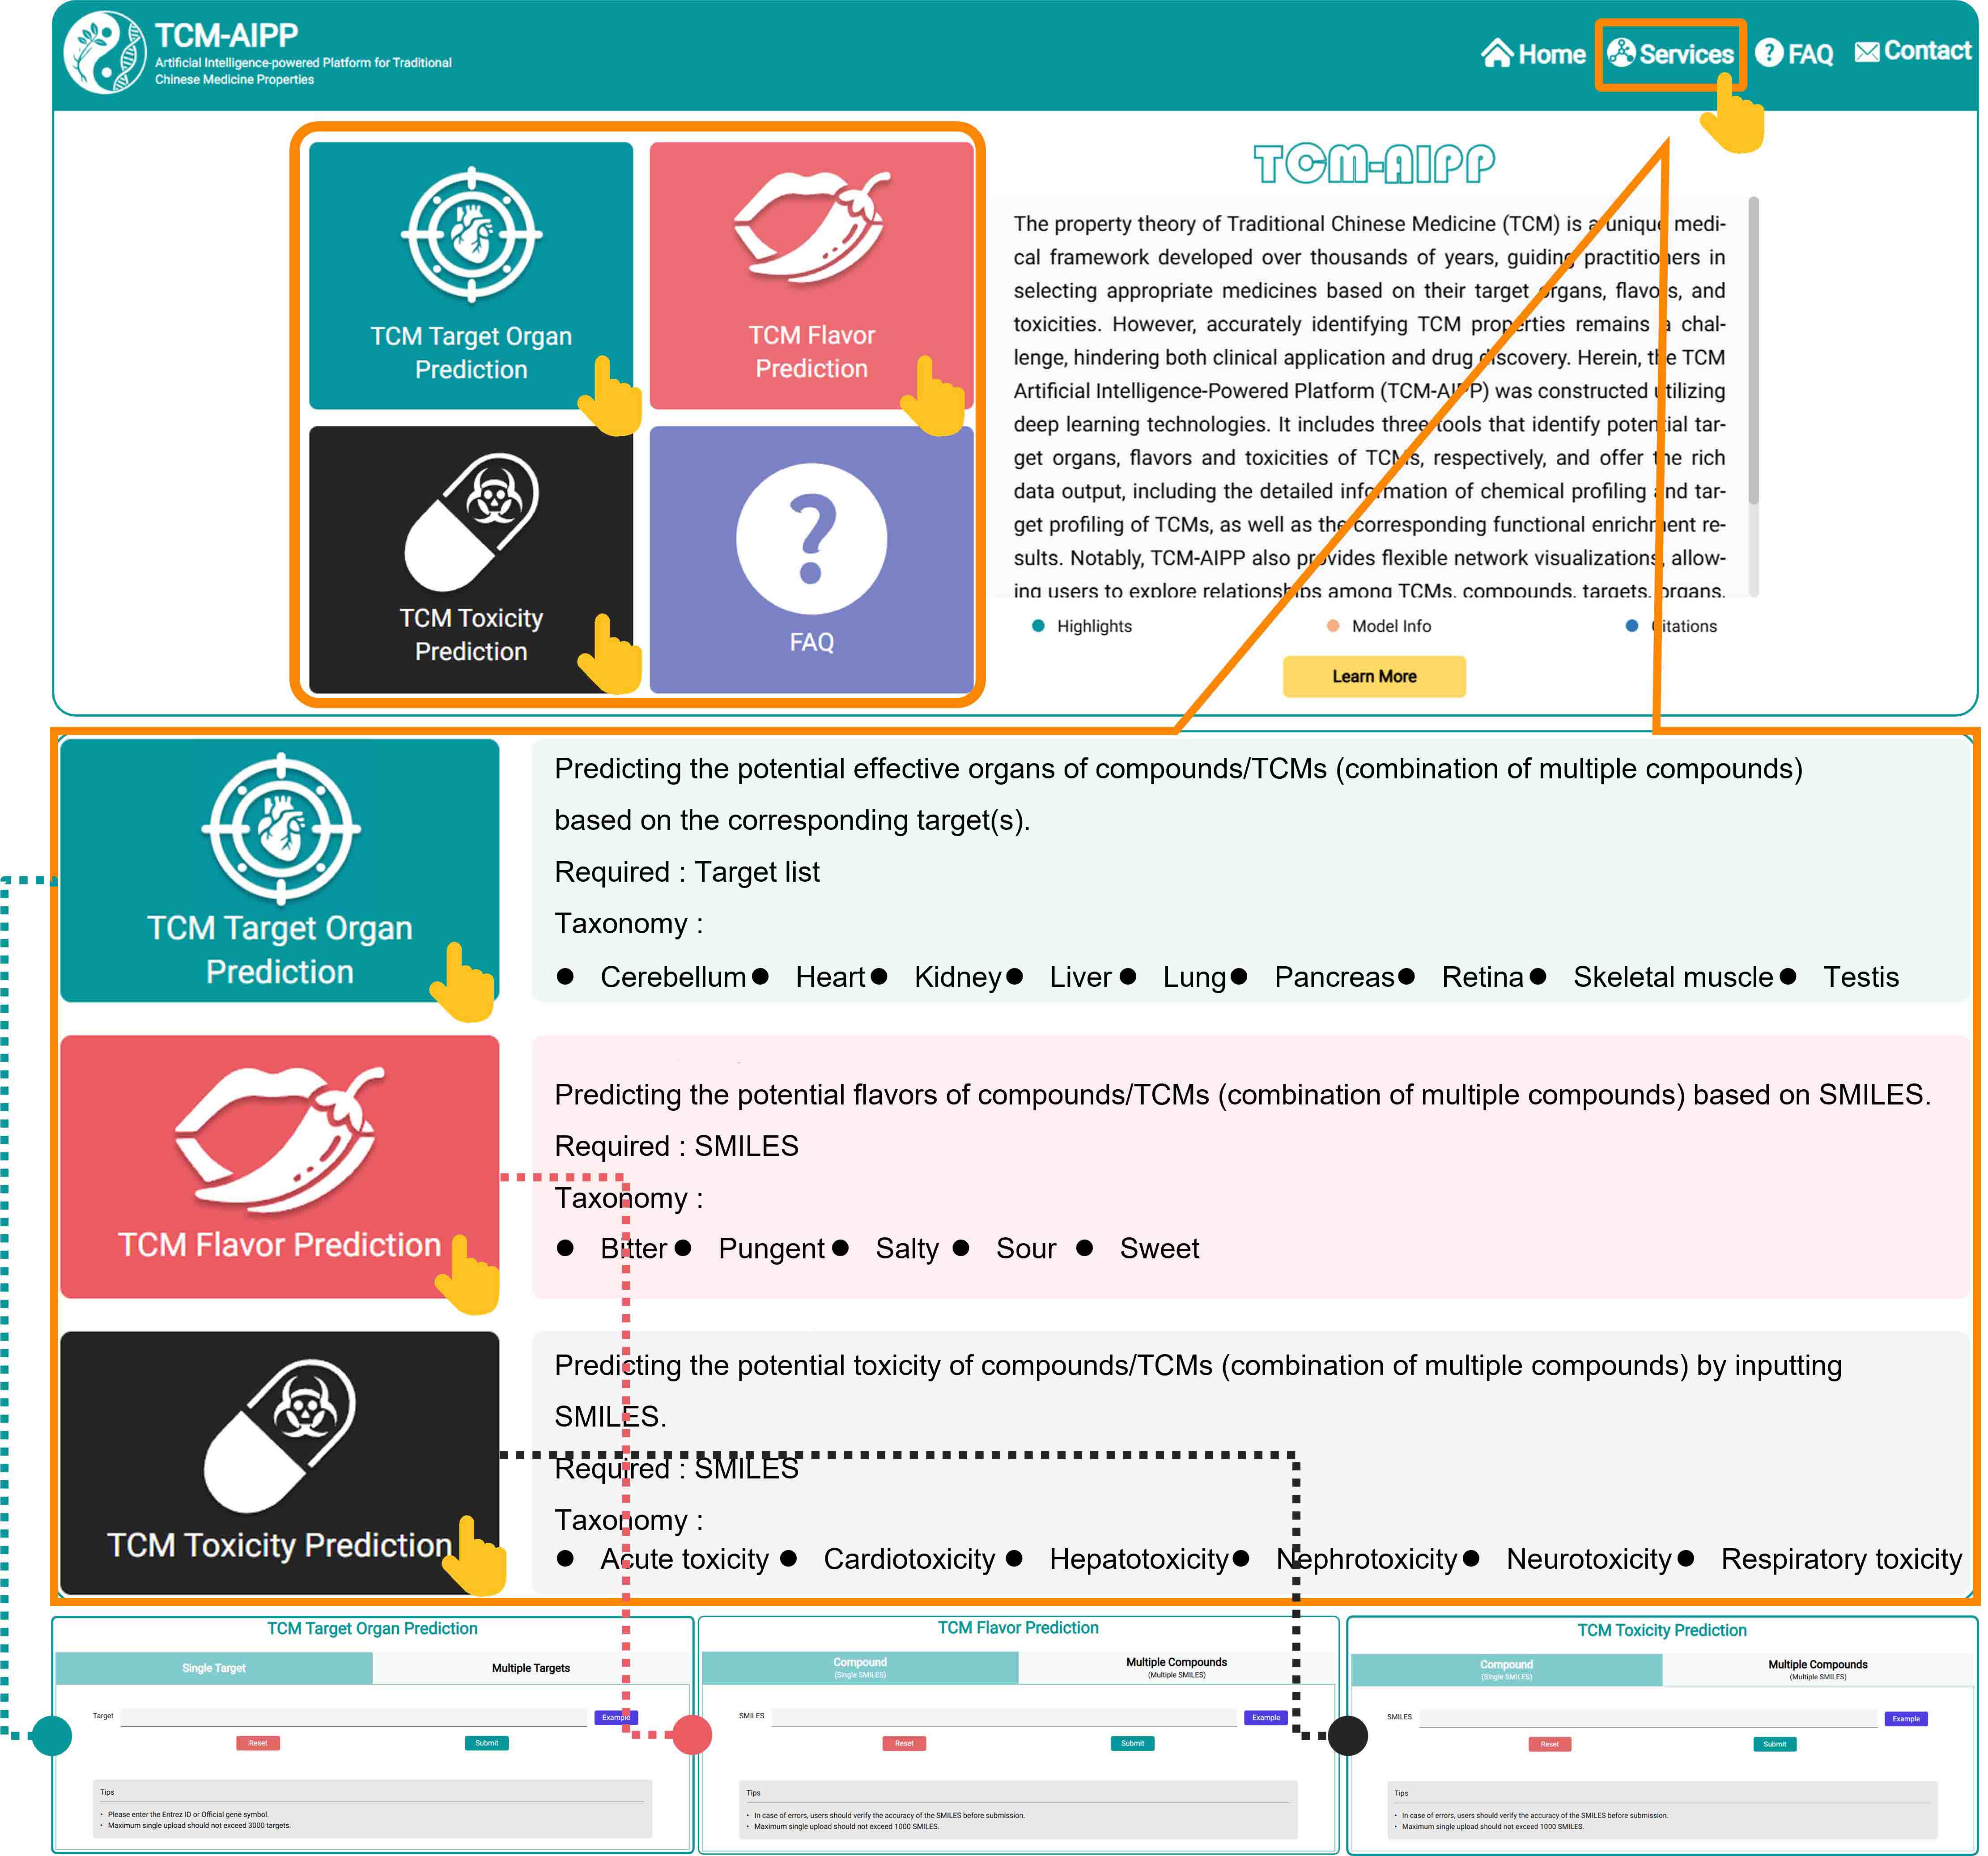 TCM-AIPP
Artificial Intelligence-powered Platform for Traditional
Chinese Medicine Properties
Home
Services
? FAQ
Contact
TCM Target Organ
Prediction
TCM Flavor
Prediction
TCM Toxicity
Prediction
?
FAQ
TCM-AIPP
The property theory of Traditional Chinese Medicine (TCM) is a unique medi-
cal framework developed over thousands of years, guiding practitioners in
selecting appropriate medicines based on their target organs, flavors, and
toxicities. However, accurately identifying TCM properties remains a chal-
lenge, hindering both clinical application and drug discovery. Herein, the TCM
Artificial Intelligence-Powered Platform (TCM-AIPP) was constructed utilizing
deep learning technologies. It includes three tools that identify potential tar-
get organs, flavors and toxicities of TCMs, respectively, and offer the rich
data output, including the detailed information of chemical profiling and tar-
get profiling of TCMs, as well as the corresponding functional enrichment re-
sults. Notably, TCM-AIPP also provides flexible network visualizations, allow-
ing users to explore relationships among TCMs, compounds, targets, organs,
Highlights
Model Info
Citations
Learn More
TCM Target Organ
Prediction
Predicting the potential effective organs of compounds/TCMs (combination of multiple compounds)
based on the corresponding target(s).
Required : Target list
Taxonomy :
● Cerebellum ● Heart ● Kidney ● Liver ● Lung ● Pancreas ● Retina ● Skeletal muscle ● Testis
TCM Flavor Prediction
Predicting the potential flavors of compounds/TCMs (combination of multiple compounds) based on SMILES.
Required : SMILES
Taxonomy :
● Bitter ● Pungent ● Salty ● Sour ● Sweet
TCM Toxicity Prediction
Predicting the potential toxicity of compounds/TCMs (combination of multiple compounds) by inputting
SMILES.
Required : SMILES
Taxonomy :
● Acute toxicity ● Cardiotoxicity ● Hepatotoxicity ● Nephrotoxicity ● Neurotoxicity ● Respiratory toxicity
TCM Target Organ Prediction
Single Target
Multiple Targets
Target
Example
Reset
Submit
Tips
• Please enter the Entrez ID or Official gene symbol.
• Maximum single upload should not exceed 3000 targets.
TCM Flavor Prediction
Compound
(Single SMILES)
Multiple Compounds
(Multiple SMILES)
SMILES
Example
Reset
Submit
Tips
• In case of errors, users should verify the accuracy of the SMILES before submission.
• Maximum single upload should not exceed 1000 SMILES.
TCM Toxicity Prediction
Compound
(Single SMILES)
Multiple Compounds
(Multiple SMILES)
SMILES
Example
Reset
Submit
Tips
• In case of errors, users should verify the accuracy of the SMILES before submission.
• Maximum single upload should not exceed 1000 SMILES.